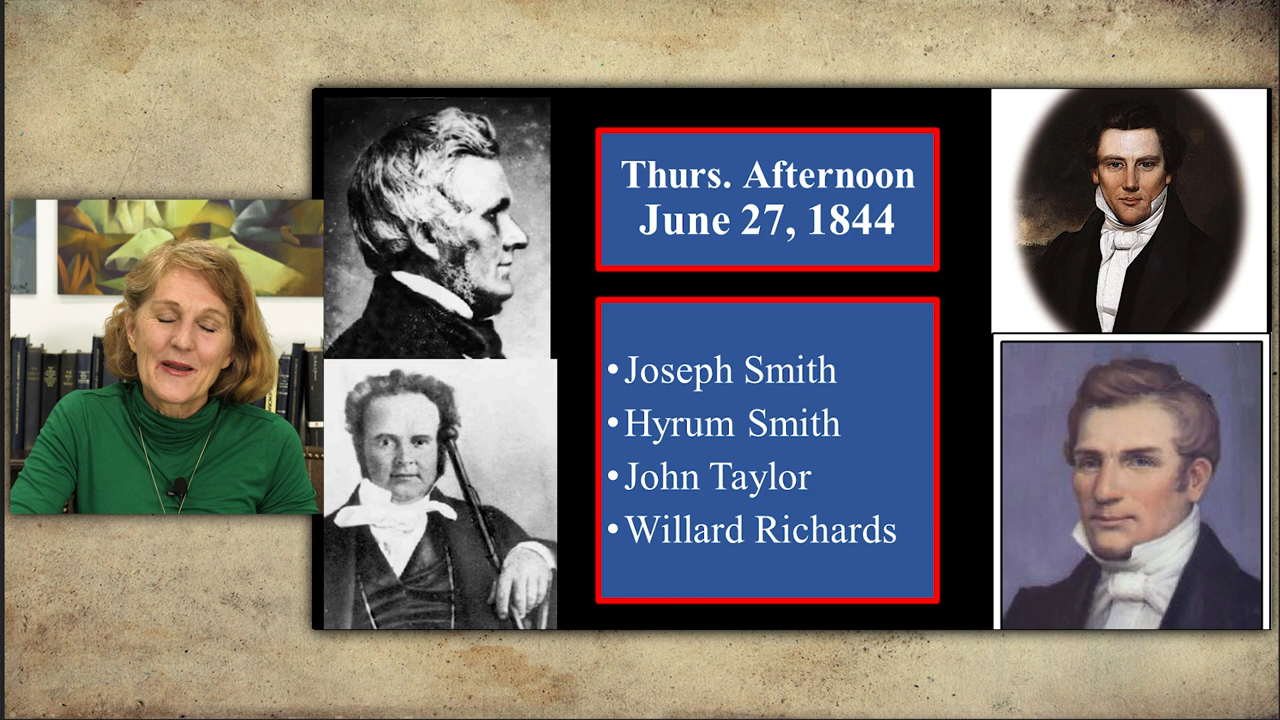 Thurs. Afternoon
June 27, 1844
• Joseph Smith
• Hyrum Smith
• John Taylor
• Willard Richards